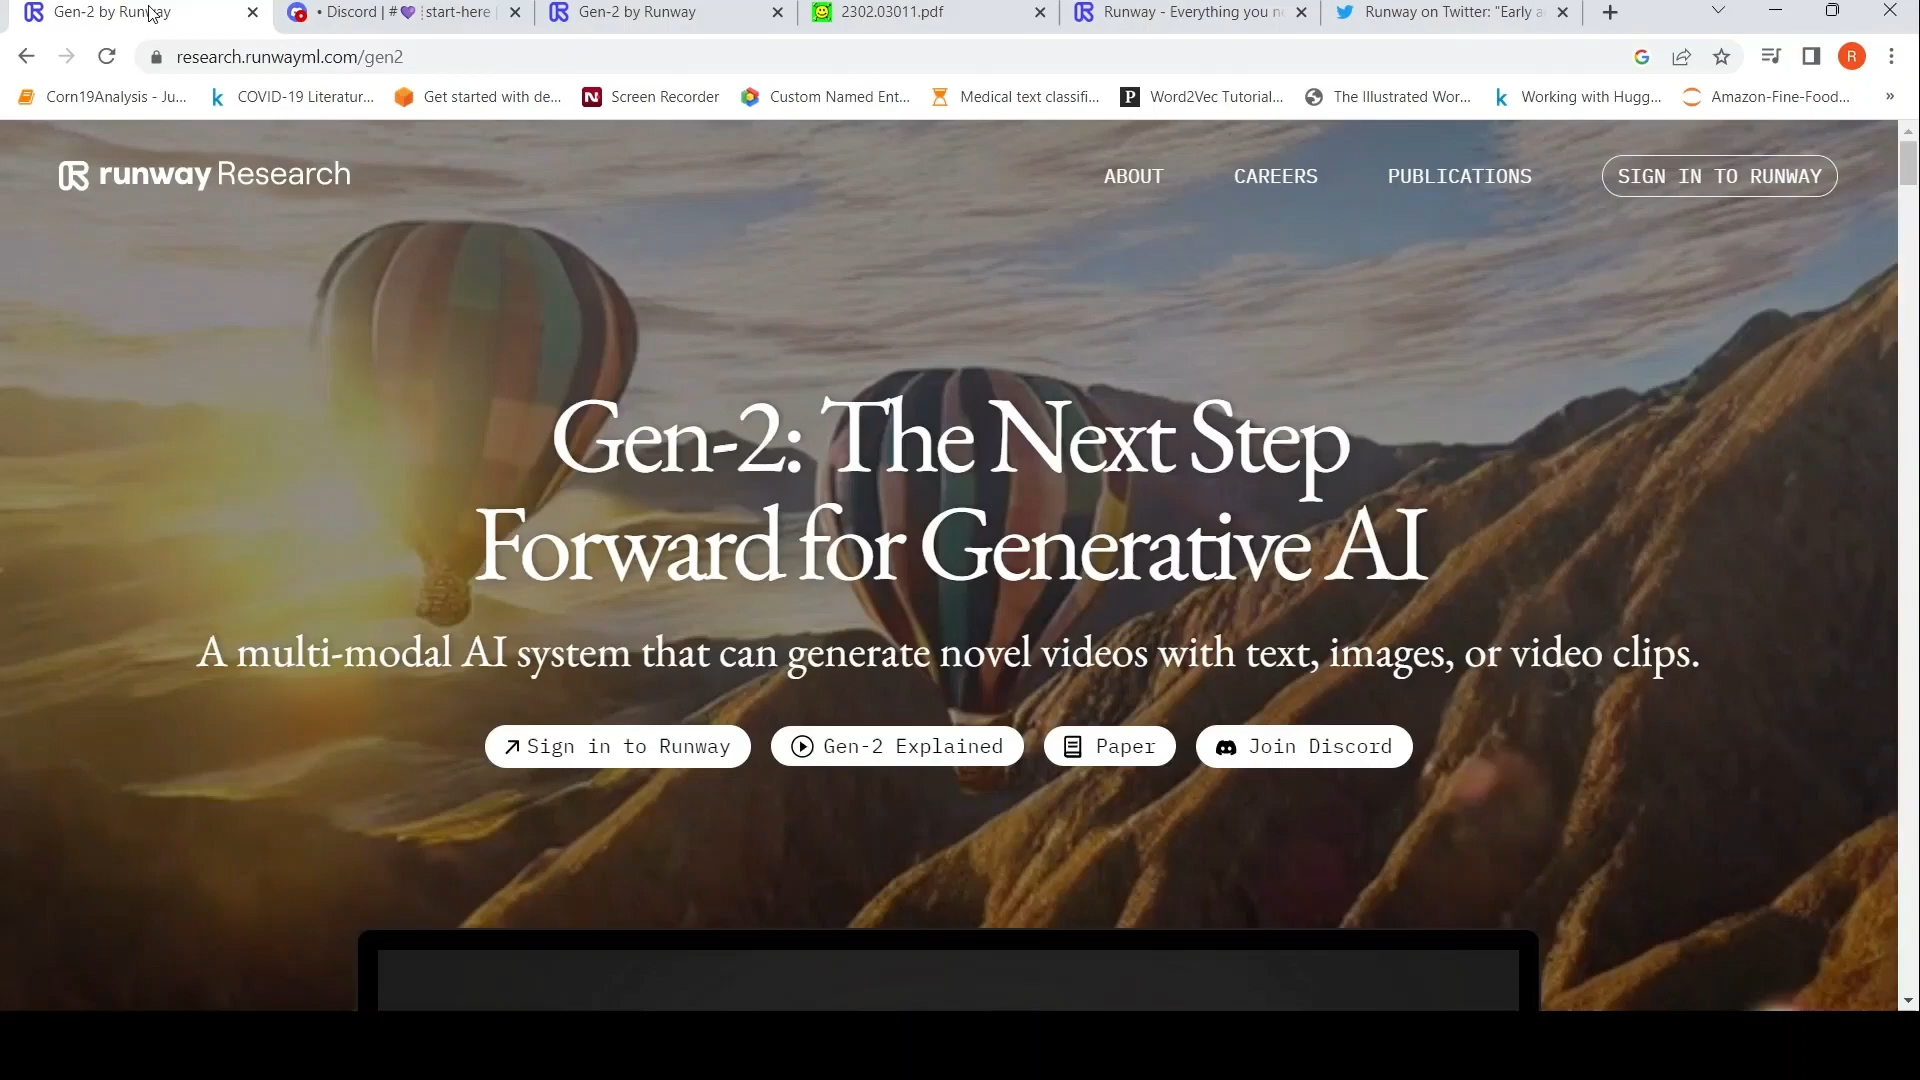 Gen-2 by Runway
• Discord | #💜┊start-here |
Gen-2 by Runway
2302.03011.pdf
Runway - Everything you n
Runway on Twitter: "Early a
research.runwayml.com/gen2
R
Corn19Analysis - Ju...
COVID-19 Literatur...
Get started with de...
Screen Recorder
Custom Named Ent...
Medical text classifi...
Word2Vec Tutorial...
The Illustrated Wor...
Working with Hugg...
Amazon-Fine-Food...
»
runway Research
ABOUT
CAREERS
PUBLICATIONS
SIGN IN TO RUNWAY
Gen-2: The Next Step
Forward for Generative AI
A multi-modal AI system that can generate novel videos with text, images, or video clips.
Sign in to Runway
Gen-2 Explained
Paper
Join Discord